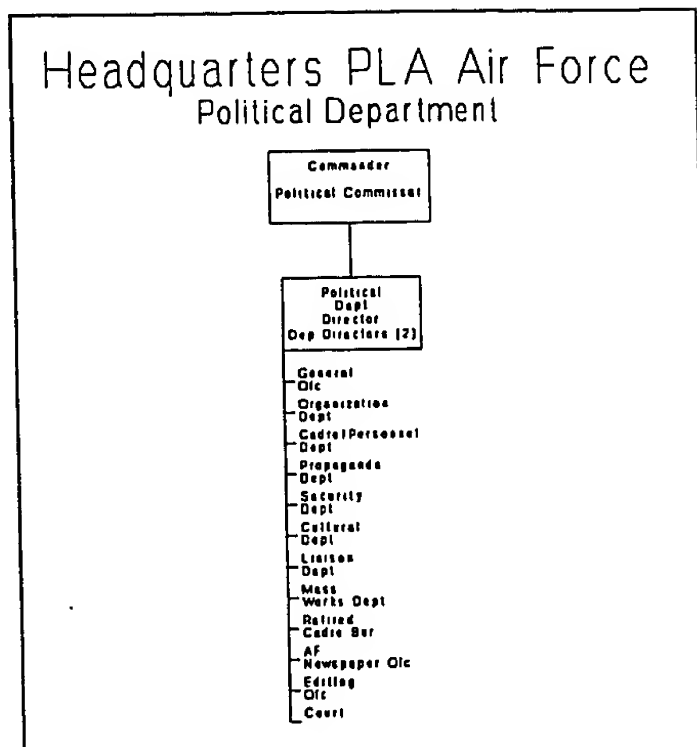 Headquarters PLA Air Force
Political Department
Commander
Political Commissar
Political
Dept
Director
Dep Directors (2)
General
Ofc
Organization
Dept
Cadre/Personnel
Dept
Propaganda
Dept
Security
Dept
Cultural
Dept
Liaison
Dept
Mass
Works Dept
Retired
Cadre Bur
AF
Newspaper Ofc
Editing
Ofc
Court